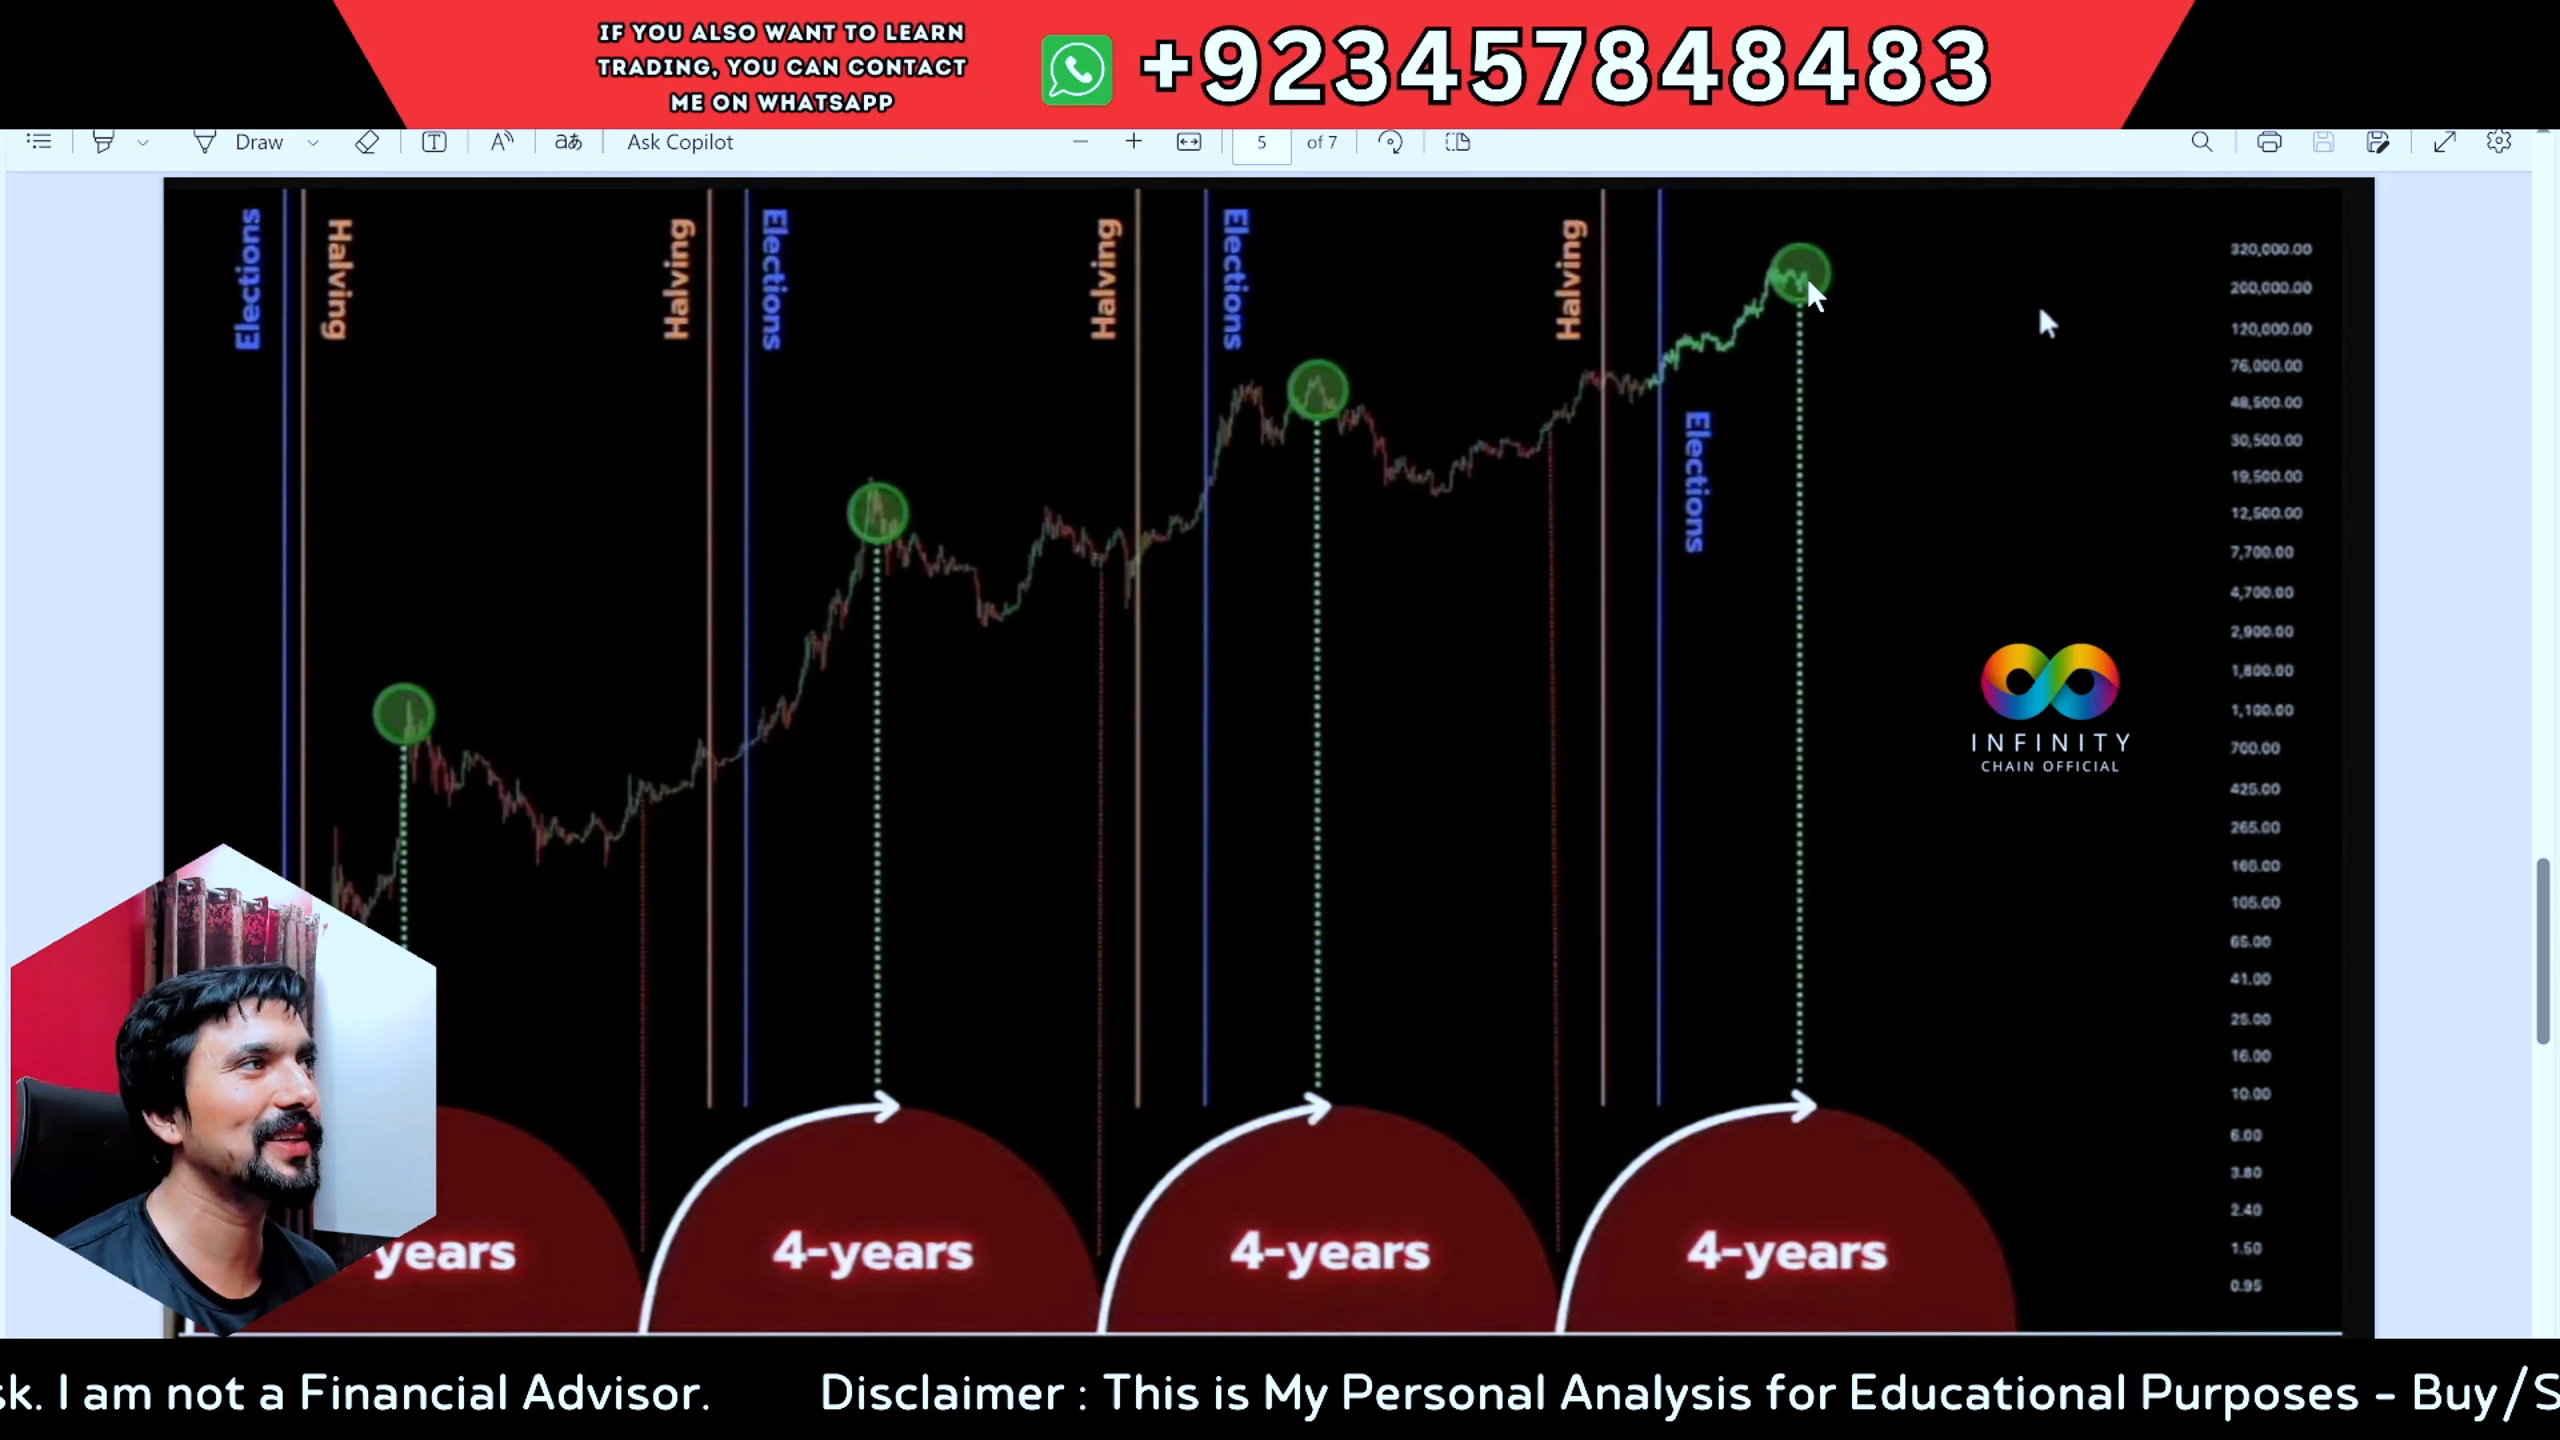 IF YOU ALSO WANT TO LEARN
TRADING, YOU CAN CONTACT
ME ON WHATSAPP
+923457848483
Draw
Ask Copilot
5 of 7
Elections
Halving
Halving
Elections
Halving
Elections
Halving
Elections
320,000.00
200,000.00
120,000.00
76,000.00
48,500.00
30,500.00
19,500.00
12,500.00
7,700.00
4,700.00
2,900.00
1,800.00
1,100.00
700.00
425.00
265.00
165.00
105.00
65.00
41.00
25.00
16.00
10.00
6.00
3.80
2.40
1.50
0.95
INFINITY
CHAIN OFFICIAL
-years
4-years
4-years
4-years
sk. I am not a Financial Advisor. Disclaimer : This is My Personal Analysis for Educational Purposes - Buy/S